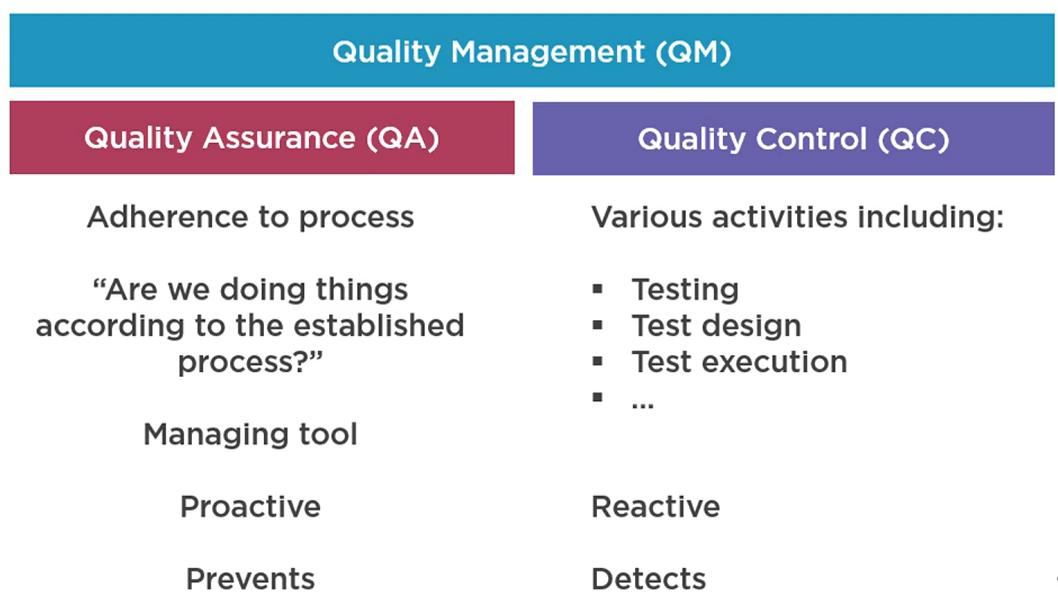 Quality Management (QM)
Quality Assurance (QA)
Quality Control (QC)
Adherence to process
“Are we doing things
according to the established
process?”
Managing tool
Proactive
Prevents
Various activities including:
▪ Testing
▪ Test design
▪ Test execution
▪ ...
Reactive
Detects